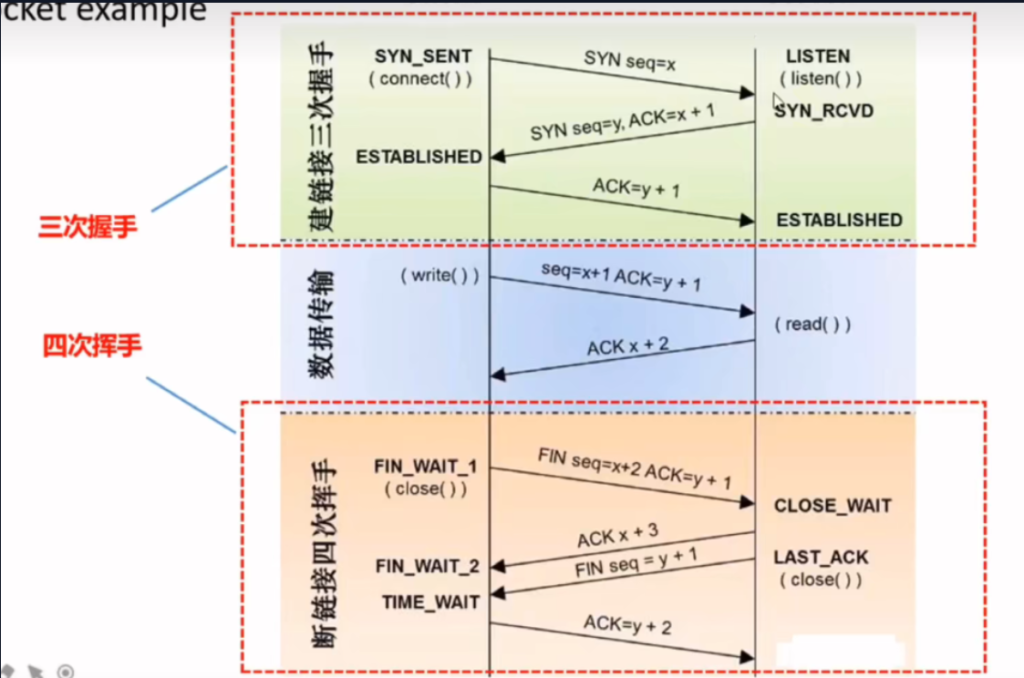 cket example
三次握手
四次挥手
建链接三次握手
SYN_SENT
( connect( ) )
SYN seq=x
LISTEN
( listen( ) )
SYN_RCVD
SYN seq=y, ACK=x + 1
ESTABLISHED
ACK=y + 1
ESTABLISHED
数据传输
( write( ) )
seq=x+1 ACK=y + 1
( read( ) )
ACK x + 2
断链接四次挥手
FIN_WAIT_1
( close( ) )
FIN seq=x+2 ACK=y + 1
CLOSE_WAIT
ACK x + 3
FIN_WAIT_2
FIN seq = y + 1
LAST_ACK
( close( ) )
TIME_WAIT
ACK=y + 2